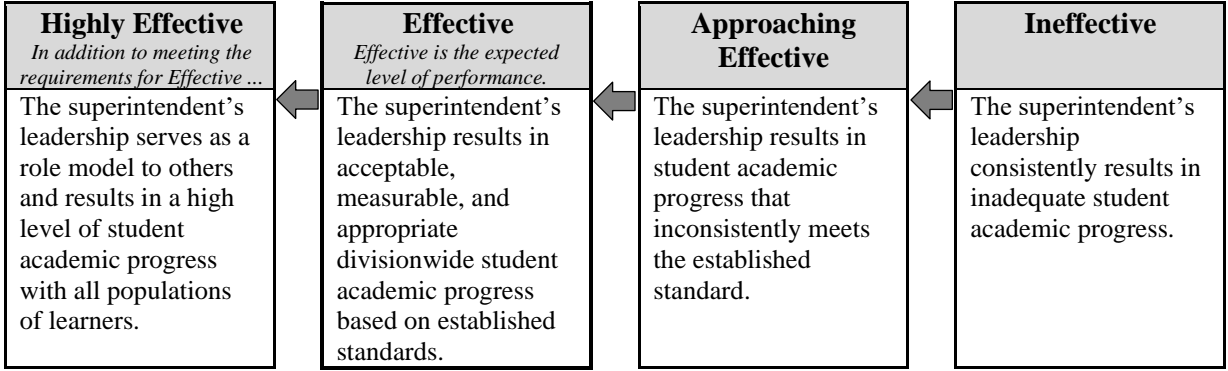 Highly Effective
In addition to meeting the
requirements for Effective ...
The superintendent’s
leadership serves as a
role model to others
and results in a high
level of student
academic progress
with all populations
of learners.
Effective
Effective is the expected
level of performance.
The superintendent’s
leadership results in
acceptable,
measurable, and
appropriate
divisionwide student
academic progress
based on established
standards.
Approaching
Effective
The superintendent’s
leadership results in
student academic
progress that
inconsistently meets
the established
standard.
Ineffective
The superintendent’s
leadership
consistently results in
inadequate student
academic progress.